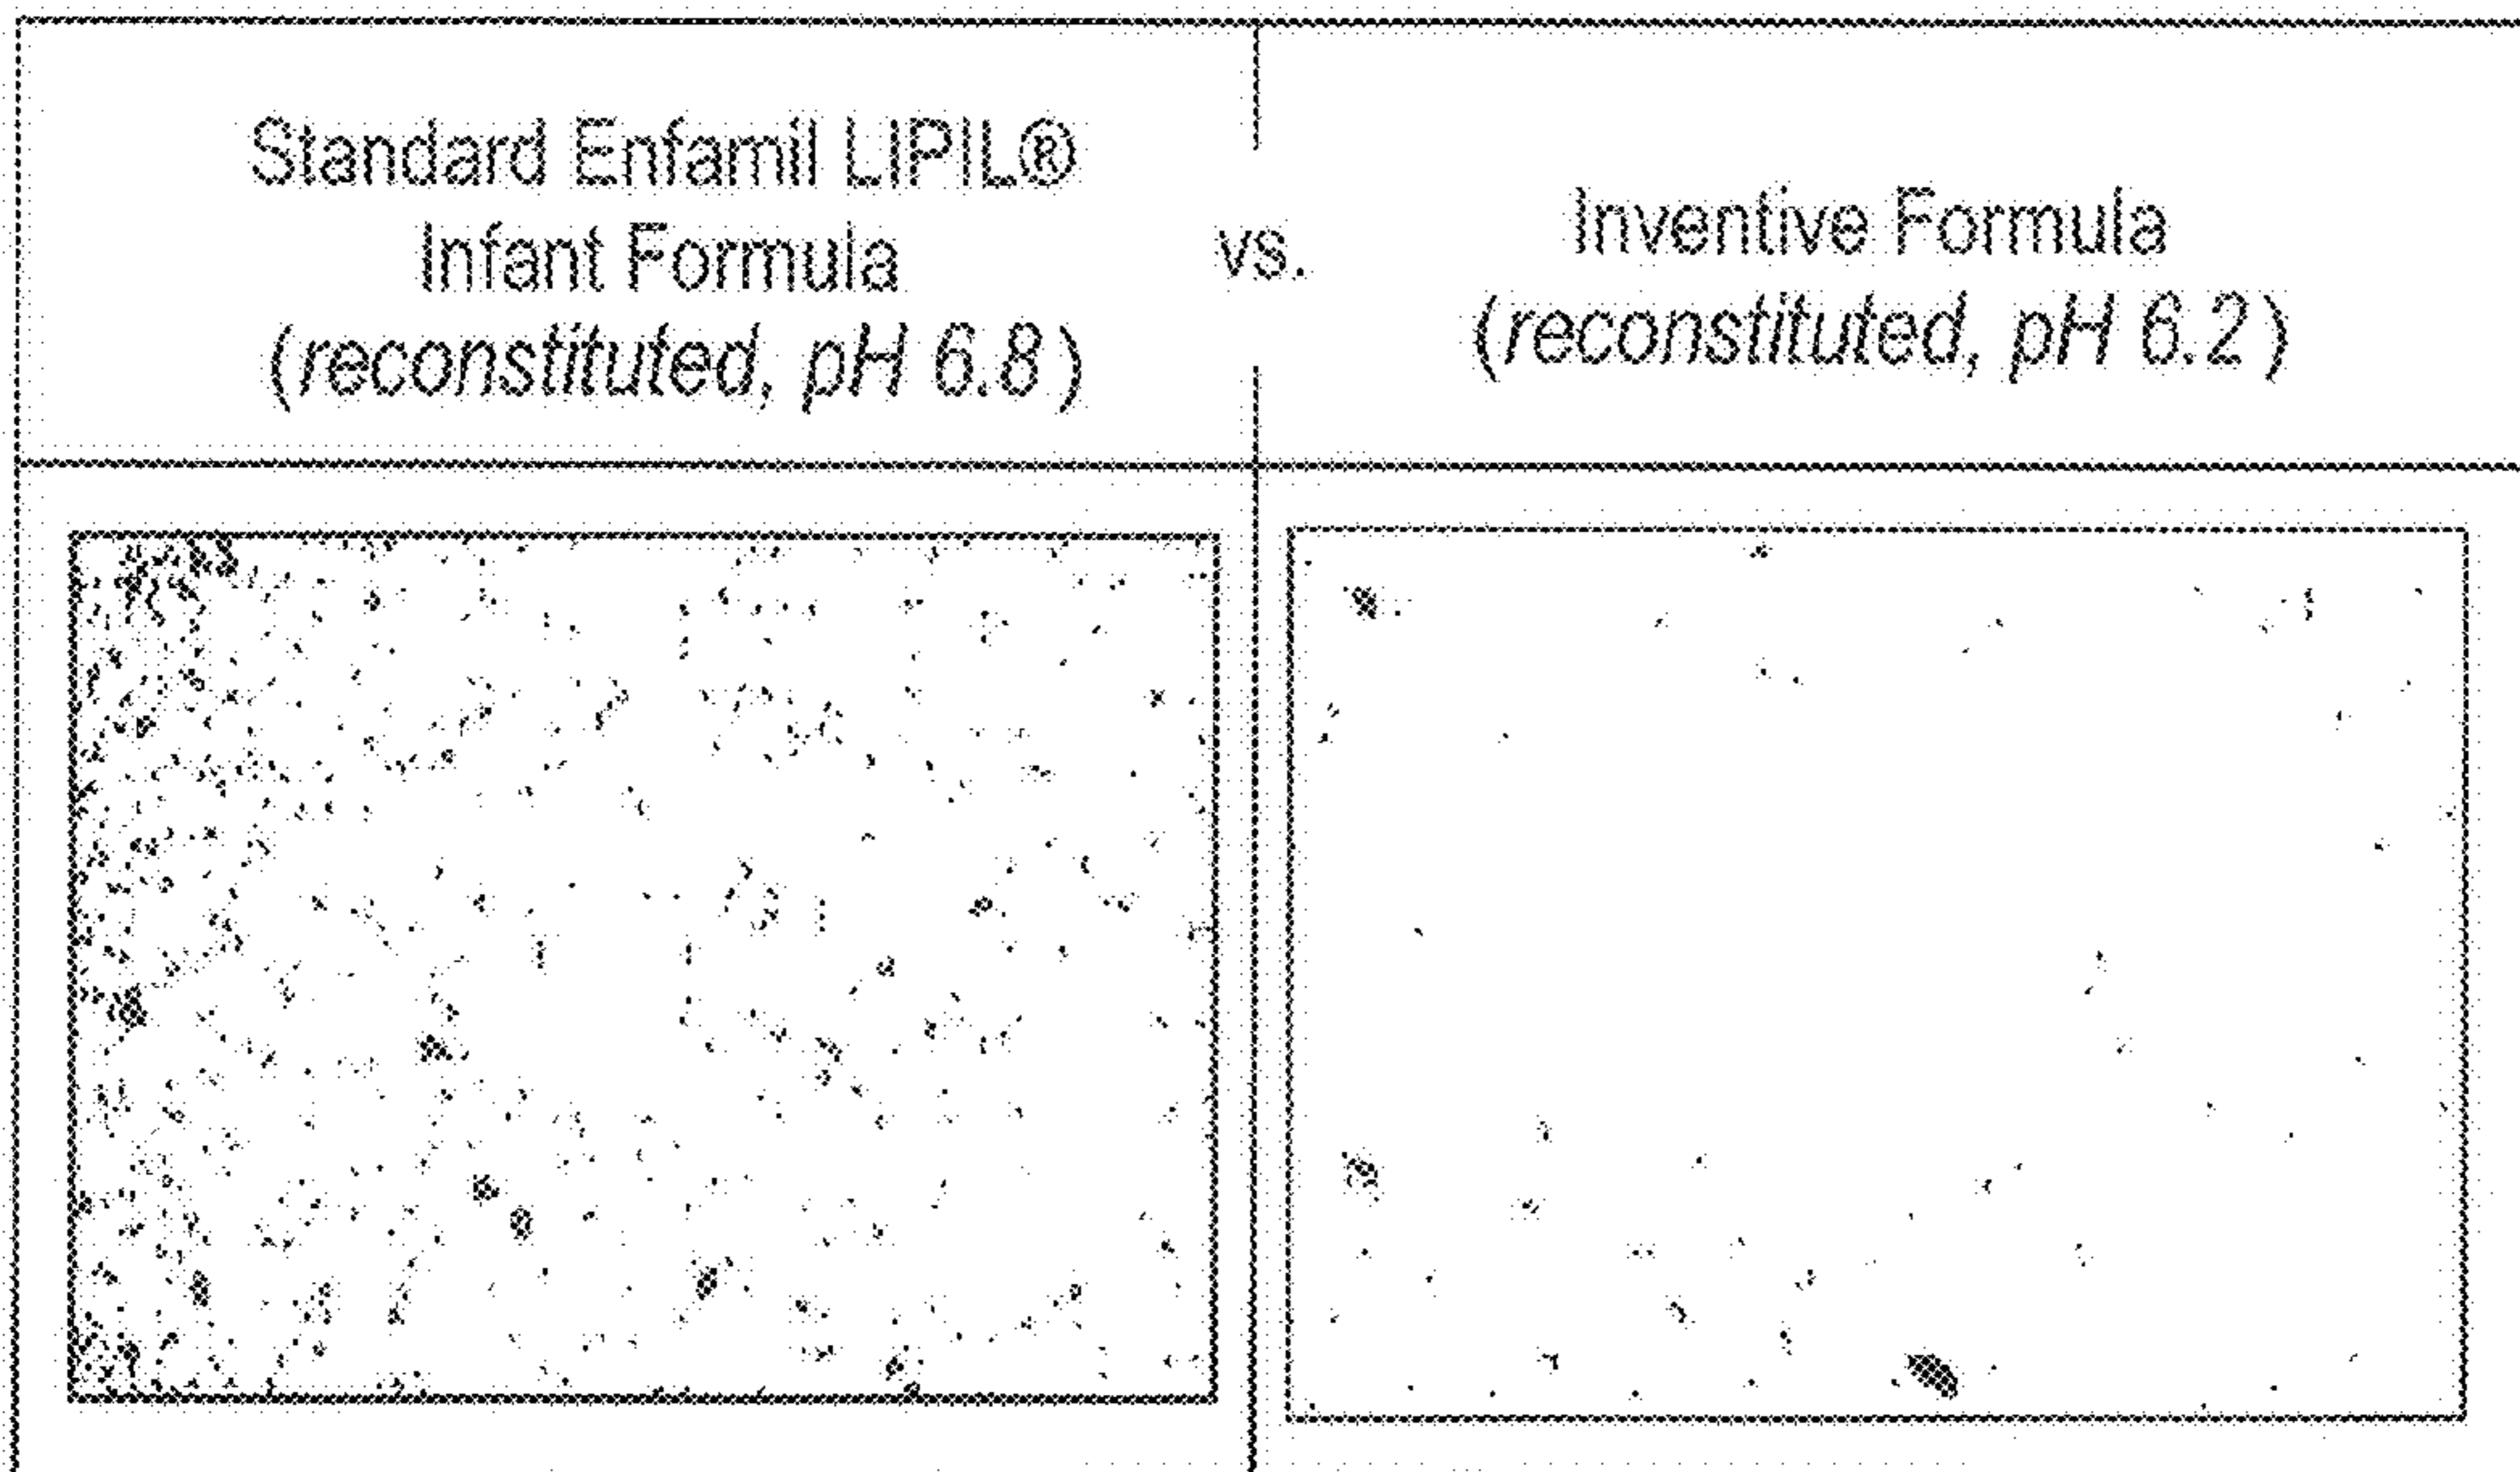 Standard Enfamil LIPIL®
Infant Formula
(reconstituted, pH 6.8)
vs.
Inventive Formula
(reconstituted, pH 6.2)